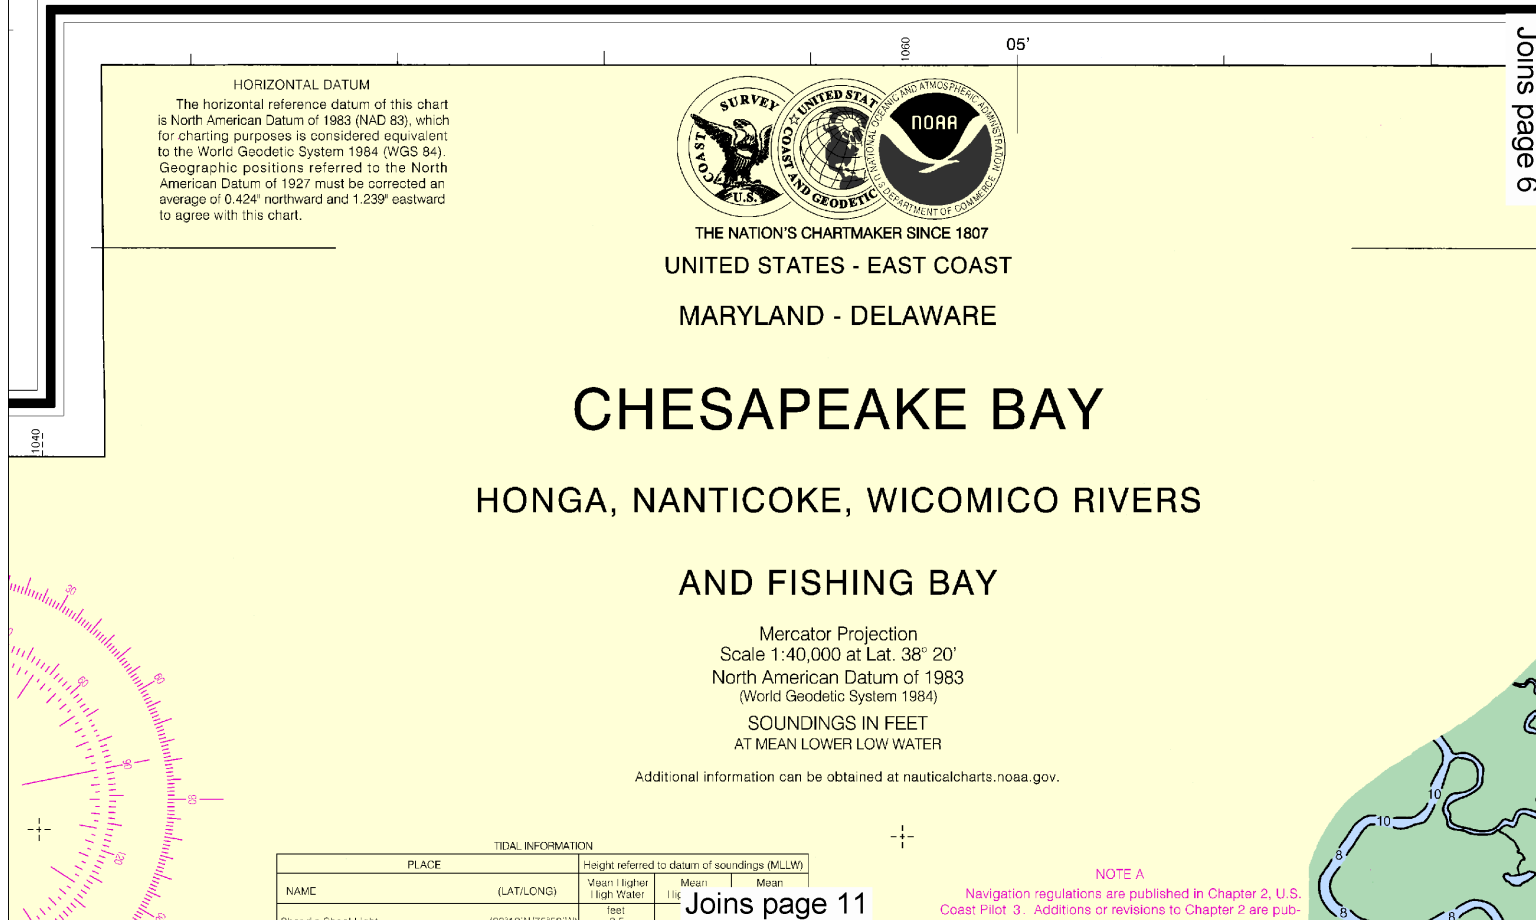 1060
05'
Joins page 6
HORIZONTAL DATUM
The horizontal reference datum of this chart
is North American Datum of 1983 (NAD 83), which
for charting purposes is considered equivalent
to the World Geodetic System 1984 (WGS 84).
Geographic positions referred to the North
American Datum of 1927 must be corrected an
average of 0.424" northward and 1.239" eastward
to agree with this chart.
COAST SURVEY
U.S.
UNITED STAT
COAST AND GEODETIC
NATIONAL OCEANIC AND ATMOSPHERIC ADMINISTRATION
NOAA
U.S. DEPARTMENT OF COMMERCE
THE NATION'S CHARTMAKER SINCE 1807
UNITED STATES - EAST COAST
MARYLAND - DELAWARE
CHESAPEAKE BAY
1040
HONGA, NANTICOKE, WICOMICO RIVERS
AND FISHING BAY
Mercator Projection
Scale 1:40,000 at Lat. 38° 20'
North American Datum of 1983
(World Geodetic System 1984)
SOUNDINGS IN FEET
AT MEAN LOWER LOW WATER
Additional information can be obtained at nauticalcharts.noaa.gov.
30
60
60
90
10
10
8
8
8
TIDAL INFORMATION
PLACE
Height referred to datum of soundings (MLLW)
NAME
(LAT/LONG)
Mean Higher
High Water
Mean
Mean
feet
Joins page 11
NOTE A
Navigation regulations are published in Chapter 2, U.S.
Coast Pilot 3. Additions or revisions to Chapter 2 are pub-